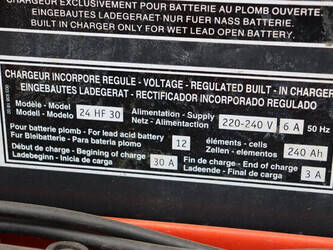 EXCLUSIVEMENT POUR BATTERIE AU PLOMB OUVERTE.
EINGEBAUTES LADEGERAET NUR FUER NASS BATTERIE.
BUILT IN CHARGER ONLY FOR WET LEAD OPEN BATTERY.
CHARGEUR INCORPORE REGULE - VOLTAGE - REGULATED BUILT - IN CHARGER
EINGEBAUTES LADEGERAT - RECTIFICADOR INCORPORADO REGULADO
Modèle - Model
Modell - Modelo
24 HF 30
Alimentation - Supply
Netz - Alimentaction
220-240 V
6 A
50 Hz
Pour batterie plomb - For lead acid battery
Fur Bleibatterie - Para bateria plomo
12
éléments - cells
Zellen - elementos
240 Ah
Début de charge - Begining of charge
Ladebeginn - Inicia de carga
30 A
Fin de charge - End of charge
Ladeende - Final de carga
3 A